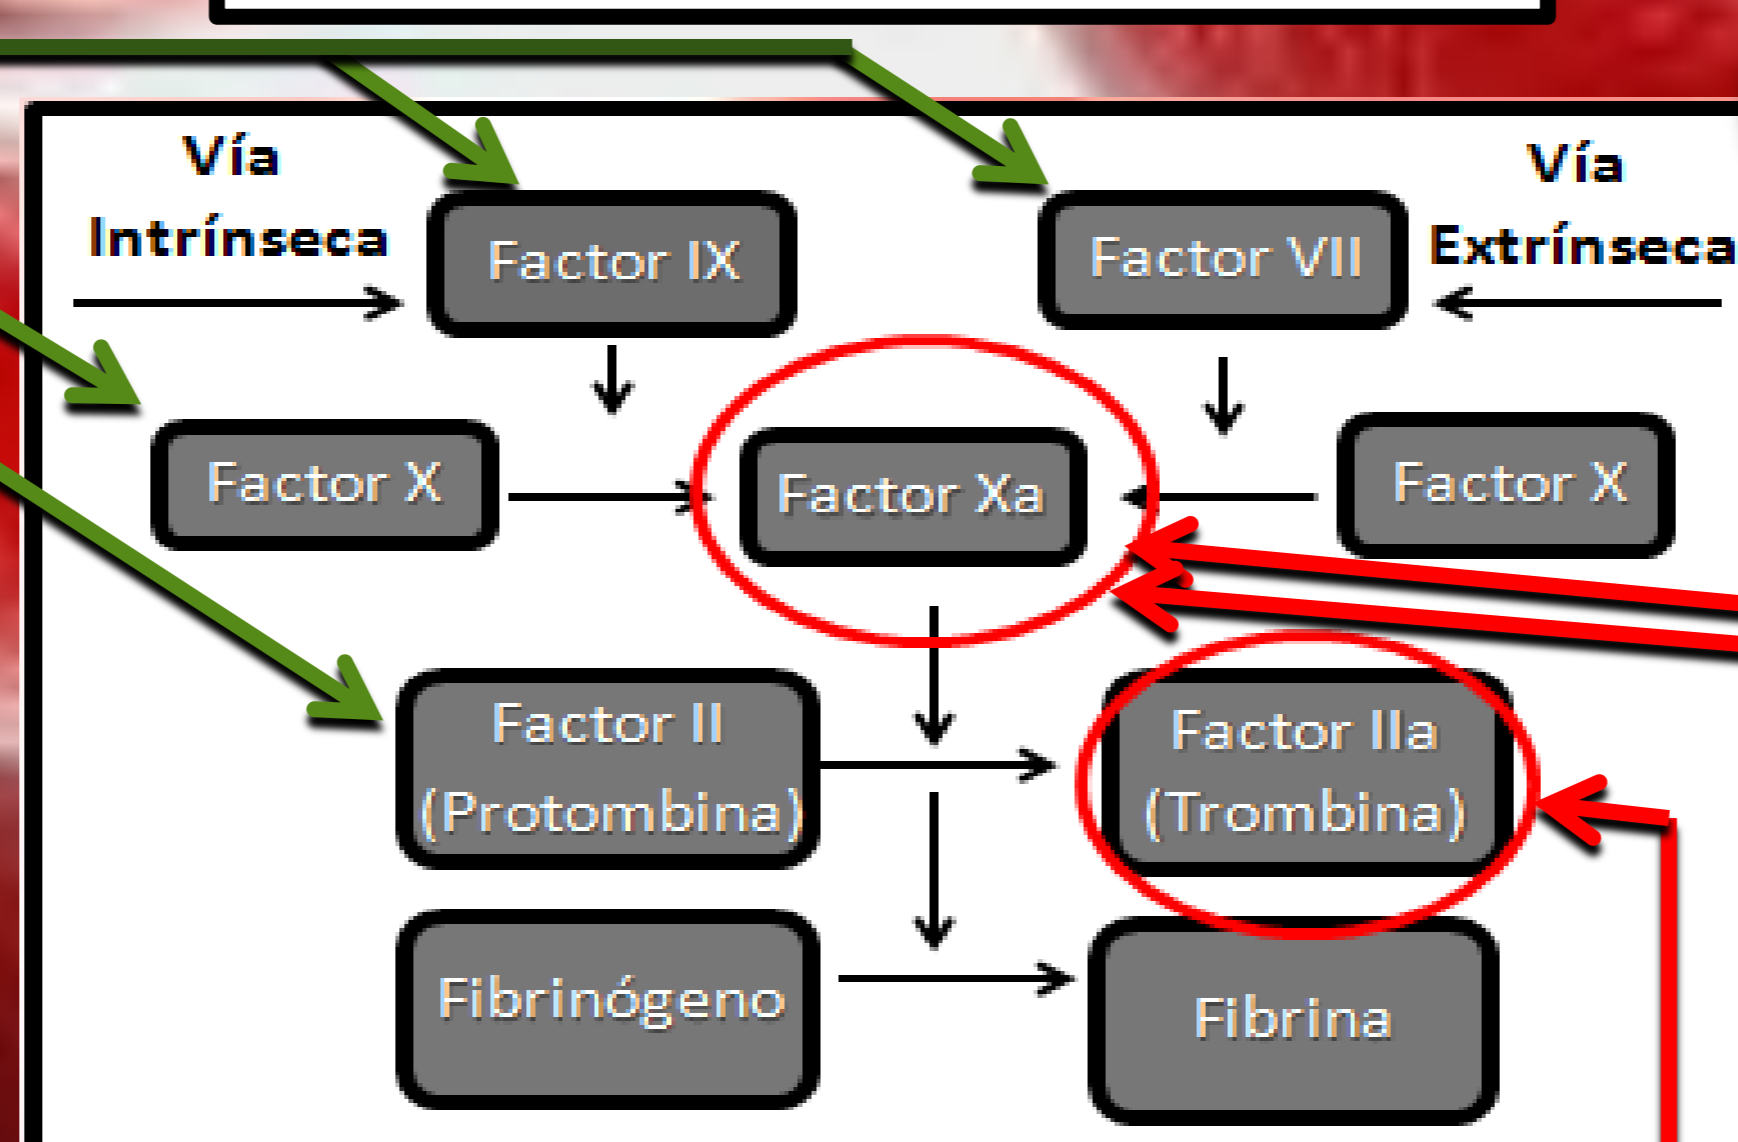 Vía
Intrínseca
Factor IX
Factor VII
Vía
Extrínseca
Factor X
Factor Xa
Factor X
Factor II
(Protombina)
Factor IIa
(Trombina)
Fibrinógeno
Fibrina